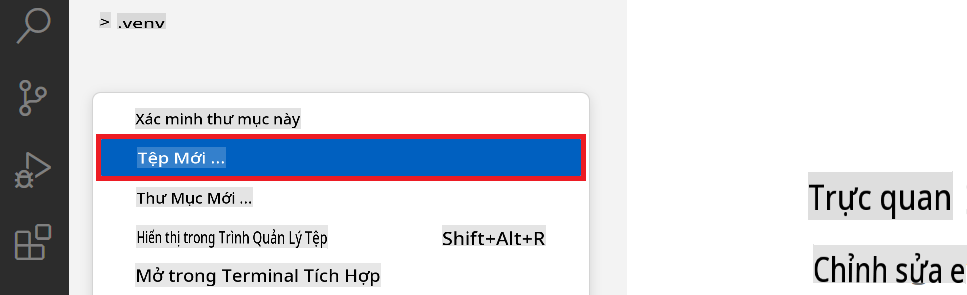 > .venv
Xác minh thư mục này
Tệp Mới ...
Thư Mục Mới ...
Hiển thị trong Trình Quản Lý Tệp Shift+Alt+R
Mở trong Terminal Tích Hợp
Trực quan
Chỉnh sửa e